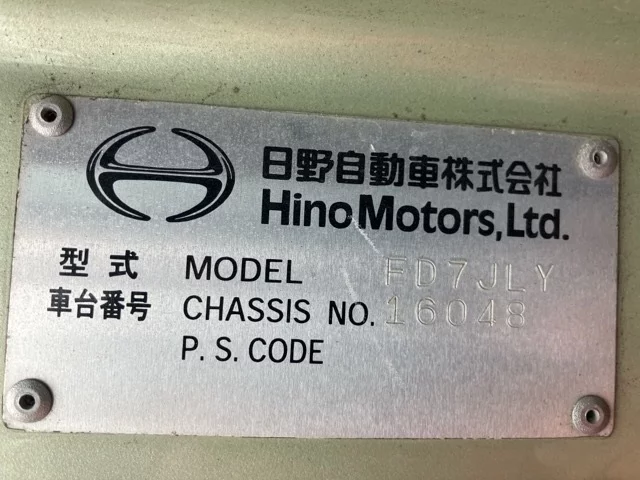 日野自動車株式会社
Hino Motors, Ltd.
型式 MODEL FD7JLY
車台番号 CHASSIS NO. 16048
P. S. CODE